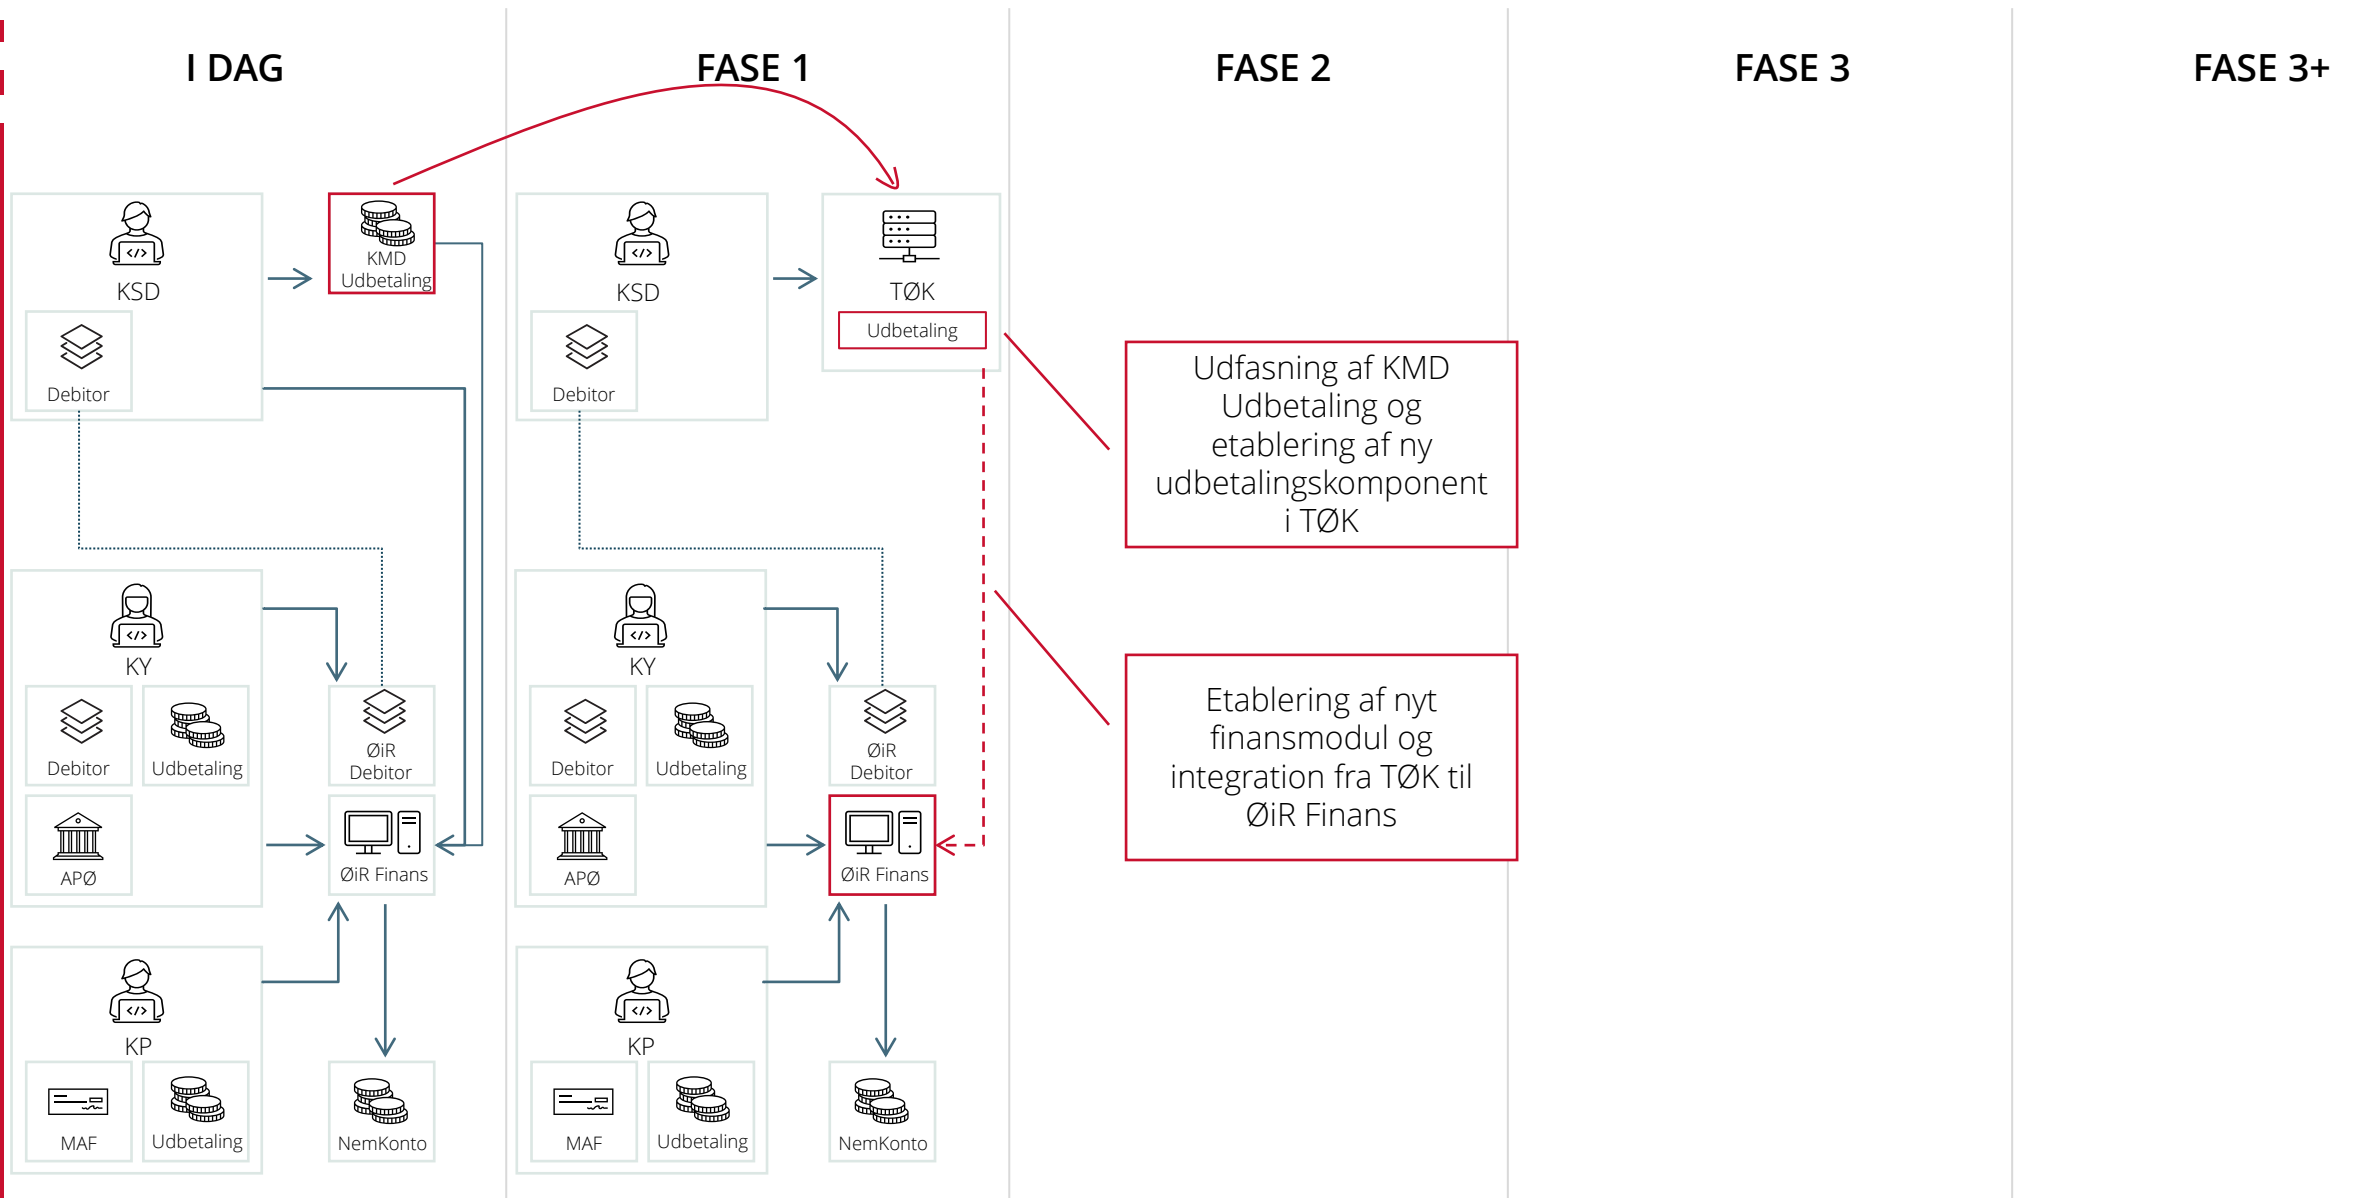 I DAG
FASE 1
FASE 2
FASE 3
FASE 3+
KSD
Debitor
KMD
Udbetaling
KY
Debitor
Udbetaling
APØ
ØiR
Debitor
ØiR Finans
KP
MAF
Udbetaling
NemKonto
KSD
Debitor
TØK
Udbetaling
KY
Debitor
Udbetaling
APØ
ØiR
Debitor
ØiR Finans
KP
MAF
Udbetaling
NemKonto
Udfasning af KMD
Udbetaling og
etablering af ny
udbetalingskomponent
i TØK
Etablering af nyt
finansmodul og
integration fra TØK til
ØiR Finans